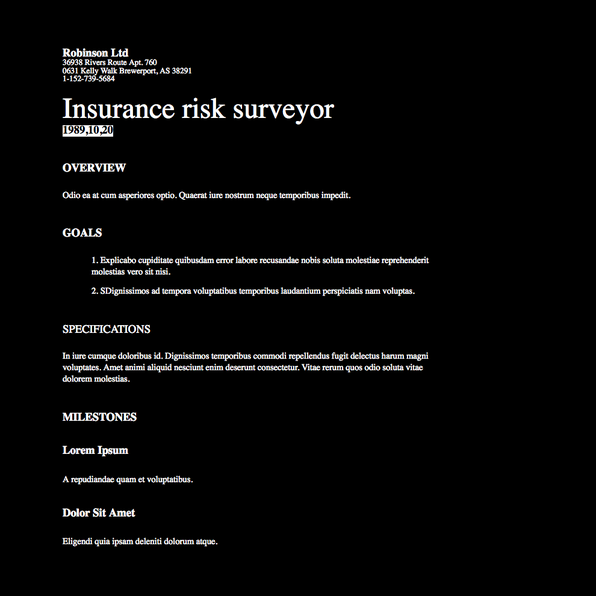 Robinson Ltd
36938 Rivers Route Apt. 760
0631 Kelly Walk Brewerport, AS 38291
1-152-739-5684
Insurance risk surveyor
1989,10,20
OVERVIEW
Odio ea at cum asperiores optio. Quaerat iure nostrum neque temporibus impedit.
GOALS
1. Explicabo cupiditate quibusdam error labore recusandae nobis soluta molestiae reprehenderit
molestias vero sit nisi.
2. SDignissimos ad tempora voluptatibus temporibus laudantium perspiciatis nam voluptas.
SPECIFICATIONS
In iure cumque doloribus id. Dignissimos temporibus commodi repellendus fugit delectus harum magni
voluptates. Amet animi aliquid nesciunt enim deserunt consectetur. Vitae rerum quos odio soluta vitae
dolorem molestias.
MILESTONES
Lorem Ipsum
A repudiandae quam et voluptatibus.
Dolor Sit Amet
Eligendi quia ipsam deleniti dolorum atque.